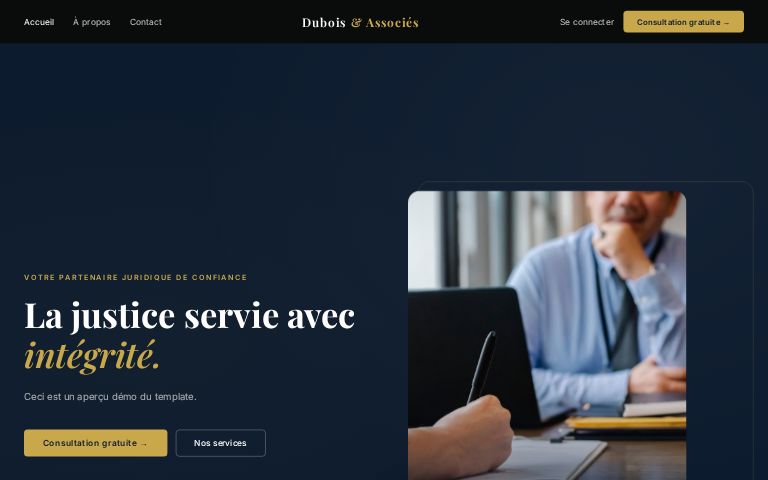 Accueil À propos Contact
Dubois & Associés
Se connecter Consultation gratuite →
VOTRE PARTENAIRE JURIDIQUE DE CONFIANCE
La justice servie avec
intégrité.
Ceci est un aperçu démo du template.
Consultation gratuite → Nos services